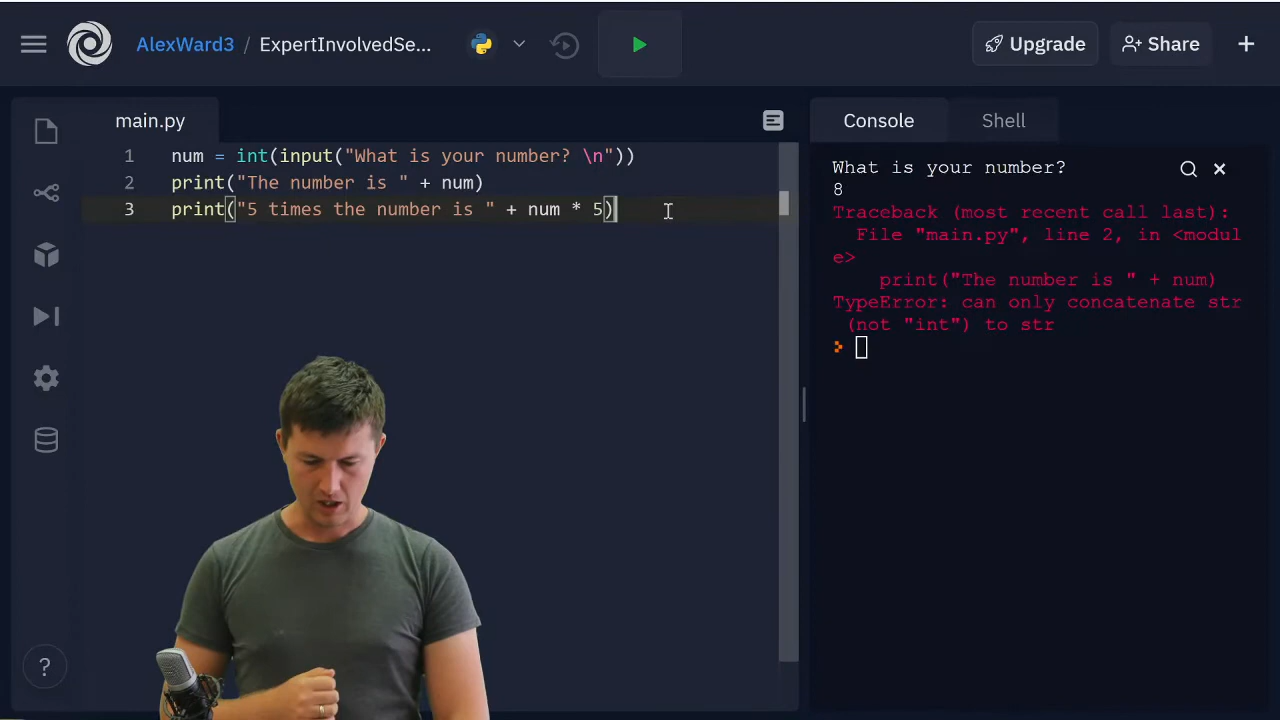 AlexWard3 / ExpertInvolvedSe...
Upgrade
Share
main.py
1 num = int(input("What is your number? \n"))
2 print("The number is " + num)
3 print("5 times the number is " + num * 5)
Console
Shell
What is your number?
8
Traceback (most recent call last):
File "main.py", line 2, in <modul
e>
print("The number is " + num)
TypeError: can only concatenate str
(not "int") to str
?